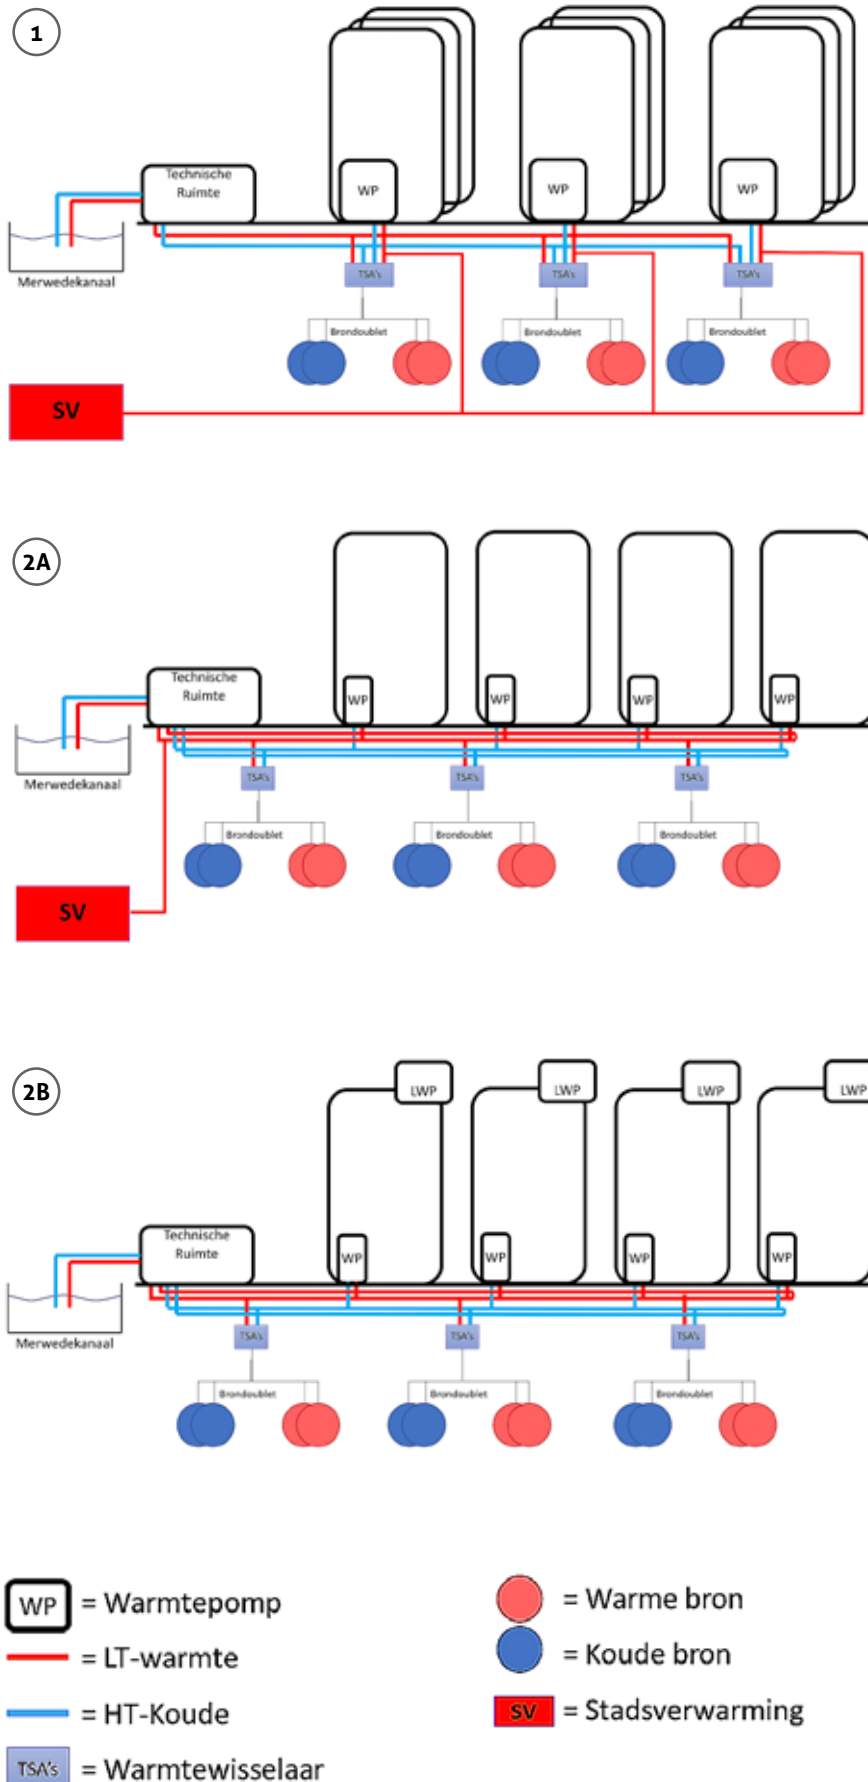 1
Technische
Ruimte
WP
WP
WP
Merwedekanaal
TSA's
TSA's
TSA's
Brondoublet
Brondoublet
Brondoublet
SV
2A
Technische
Ruimte
WP
WP
WP
WP
Merwedekanaal
TSA's
TSA's
TSA's
Brondoublet
Brondoublet
Brondoublet
SV
2B
LWP
LWP
LWP
LWP
Technische
Ruimte
WP
WP
WP
WP
Merwedekanaal
TSA's
TSA's
TSA's
Brondoublet
Brondoublet
Brondoublet
WP = Warmtepomp
= LT-warmte
= HT-Koude
TSA's = Warmtewisselaar
= Warme bron
= Koude bron
SV = Stadsverwarming